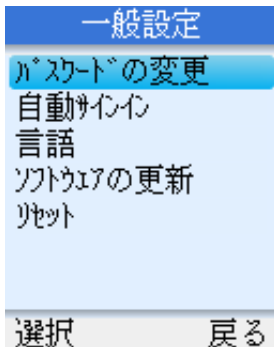 一般設定
ﾊﾟｽﾜｰﾄﾞの変更
自動ｻｲﾝｲﾝ
言語
ｿﾌﾄｳｪｱの更新
ﾘｾｯﾄ
選択 戻る